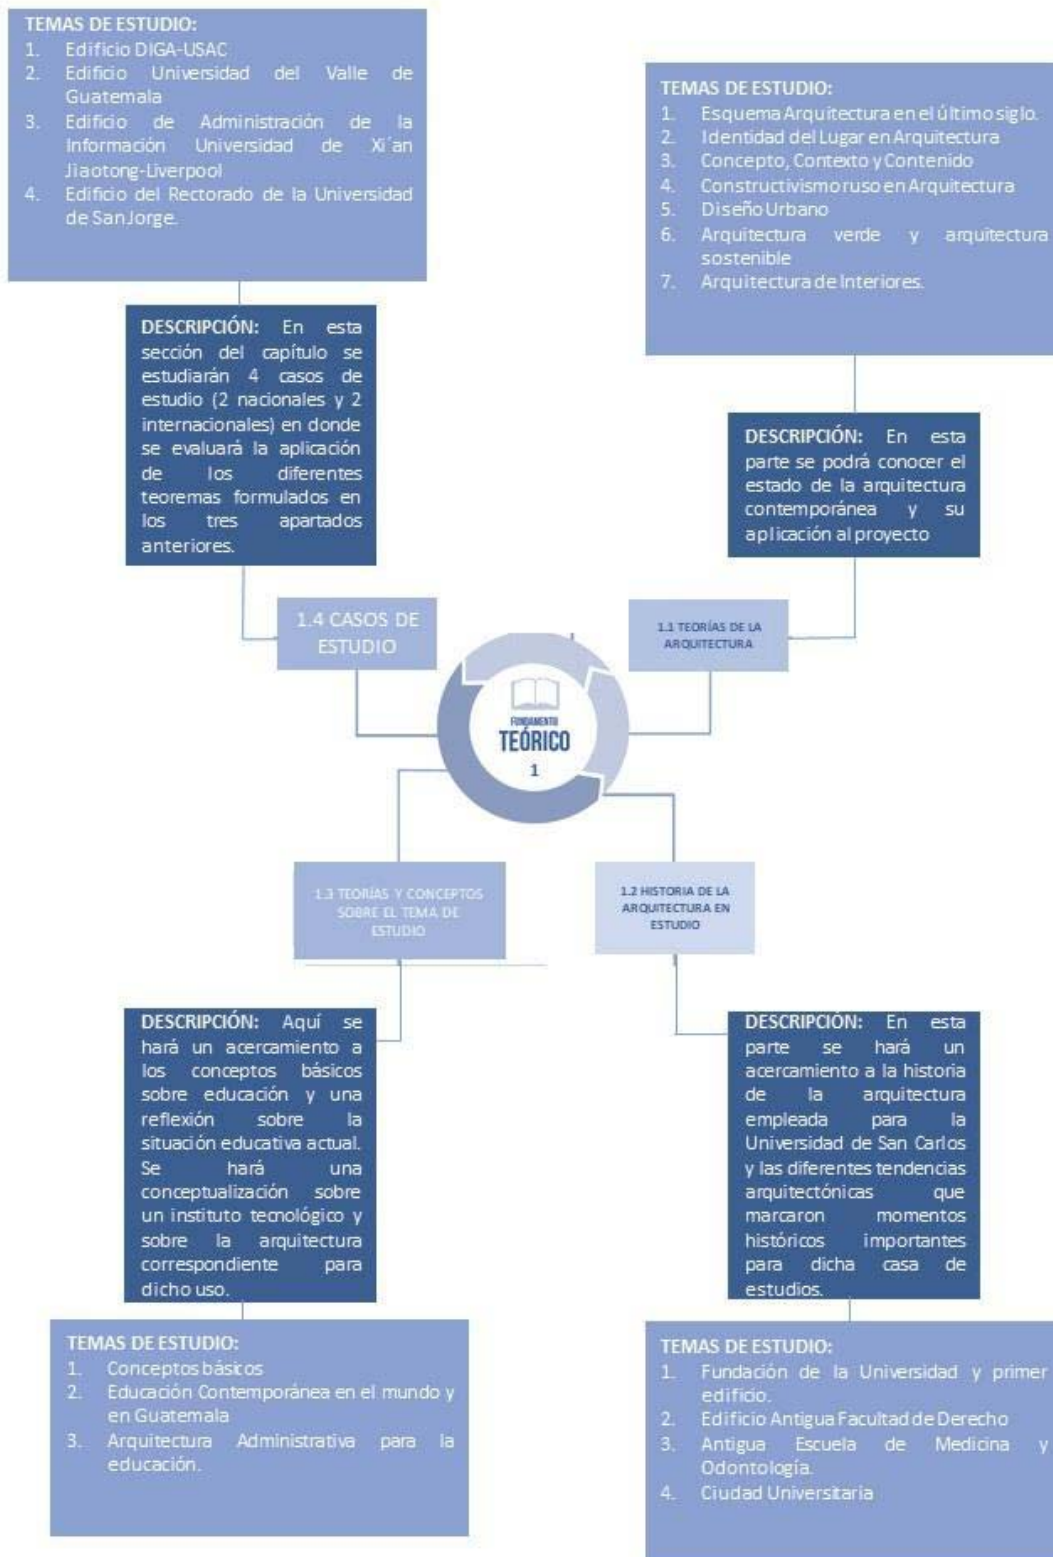 TEMAS DE ESTUDIO:
1. Edificio DIGA-USAC
2. Edificio Universidad del Valle de
Guatemala
3. Edificio de Administración de la
Información Universidad de Xi´an
Jiaotong-Liverpool
4. Edificio del Rectorado de la Universidad
de San Jorge.
TEMAS DE ESTUDIO:
1. Esquema Arquitectura en el último siglo.
2. Identidad del Lugar en Arquitectura
3. Concepto, Contexto y Contenido
4. Constructivismo ruso en Arquitectura
5. Diseño Urbano
6. Arquitectura verde y arquitectura
sostenible
7. Arquitectura de Interiores.
DESCRIPCIÓN: En esta
sección del capítulo se
estudiarán 4 casos de
estudio (2 nacionales y 2
internacionales) en donde
se evaluará la aplicación
de los diferentes
teoremas formulados en
los tres apartados
anteriores.
DESCRIPCIÓN: En esta
parte se podrá conocer el
estado de la arquitectura
contemporánea y su
aplicación al proyecto
1.4 CASOS DE
ESTUDIO
1.1 TEORÍAS DE LA
ARQUITECTURA
FUNDAMENTO
TEÓRICO
1
1.3 TEORÍAS Y CONCEPTOS
SOBRE EL TEMA DE
ESTUDIO
1.2 HISTORIA DE LA
ARQUITECTURA EN
ESTUDIO
DESCRIPCIÓN: Aquí se
hará un acercamiento a
los conceptos básicos
sobre educación y una
reflexión sobre la
situación educativa actual.
Se hará una
conceptualización sobre
un instituto tecnológico y
sobre la arquitectura
correspondiente para
dicho uso.
DESCRIPCIÓN: En esta
parte se hará un
acercamiento a la historia
de la arquitectura
empleada para la
Universidad de San Carlos
y las diferentes tendencias
arquitectónicas que
marcaron momentos
históricos importantes
para dicha casa de
estudios.
TEMAS DE ESTUDIO:
1. Conceptos básicos
2. Educación Contemporánea en el mundo y
en Guatemala
3. Arquitectura Administrativa para la
educación.
TEMAS DE ESTUDIO:
1. Fundación de la Universidad y primer
edificio.
2. Edificio Antigua Facultad de Derecho
3. Antigua Escuela de Medicina y
Odontología.
4. Ciudad Universitaria